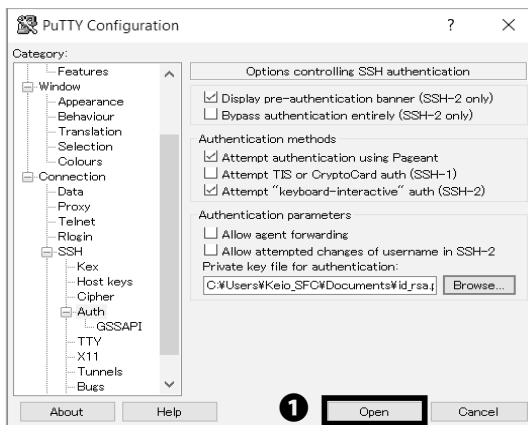 PuTTY Configuration ? ×
Category:
Features
Window
Appearance
Behaviour
Translation
Selection
Colours
Connection
Data
Proxy
Telnet
Rlogin
SSH
Kex
Host keys
Cipher
Auth
GSSAPI
TTY
X11
Tunnels
Bugs
Options controlling SSH authentication
Display pre-authentication banner (SSH-2 only)
Bypass authentication entirely (SSH-2 only)
Authentication methods
Attempt authentication using Pageant
Attempt TIS or CryptoCard auth (SSH-1)
Attempt "keyboard-interactive" auth (SSH-2)
Authentication parameters
Allow agent forwarding
Allow attempted changes of username in SSH-2
Private key file for authentication:
C:¥Users¥Keio_SFC¥Documents¥id_rsa.p Browse...
About Help 1 Open Cancel